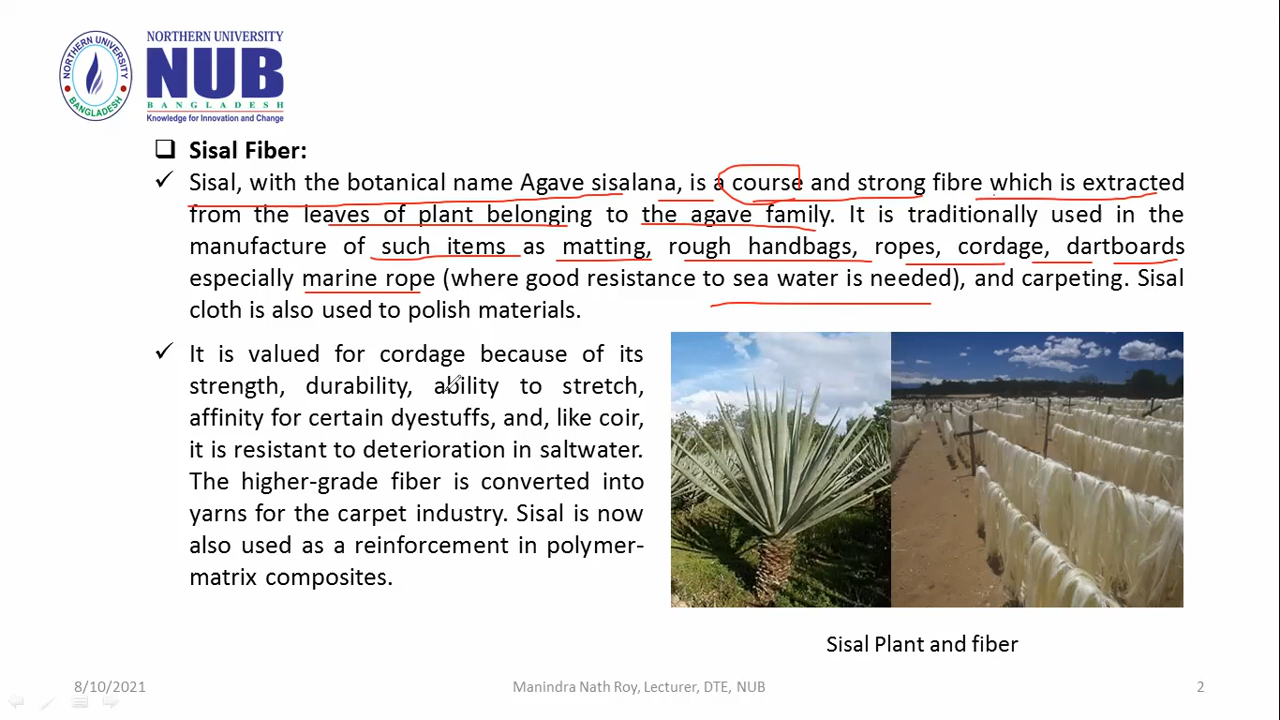 NORTHERN UNIVERSITY
NORTHERN UNIVERSITY
BANGLADESH
NUB
BANGLADESH
Knowledge for Innovation and Change
Sisal Fiber:
Sisal, with the botanical name Agave sisalana, is a course and strong fibre which is extracted
from the leaves of plant belonging to the agave family. It is traditionally used in the
manufacture of such items as matting, rough handbags, ropes, cordage, dartboards
especially marine rope (where good resistance to sea water is needed), and carpeting. Sisal
cloth is also used to polish materials.
It is valued for cordage because of its
strength, durability, ability to stretch,
affinity for certain dyestuffs, and, like coir,
it is resistant to deterioration in saltwater.
The higher-grade fiber is converted into
yarns for the carpet industry. Sisal is now
also used as a reinforcement in polymer-
matrix composites.
Sisal Plant and fiber
8/10/2021
Manindra Nath Roy, Lecturer, DTE, NUB
2